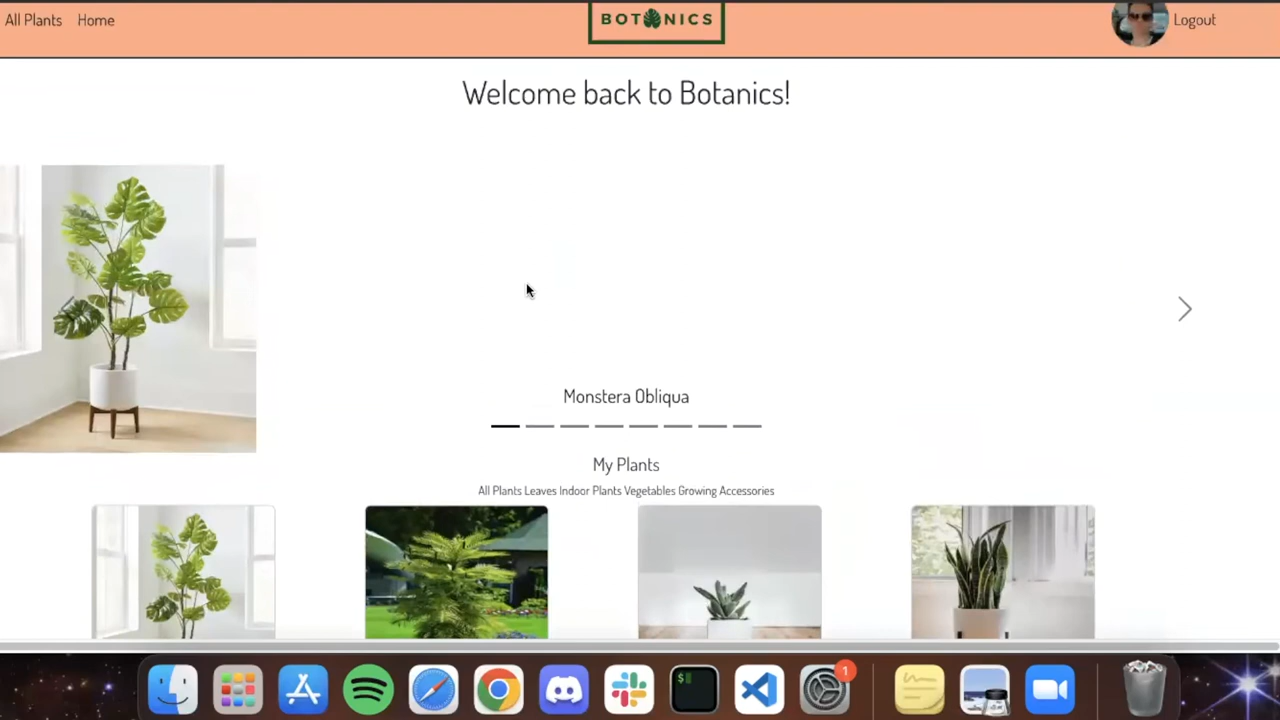 All Plants Home
BOTANICS
Logout
Welcome back to Botanics!
Monstera Obliqua
My Plants
All Plants Leaves Indoor Plants Vegetables Growing Accessories
1
$